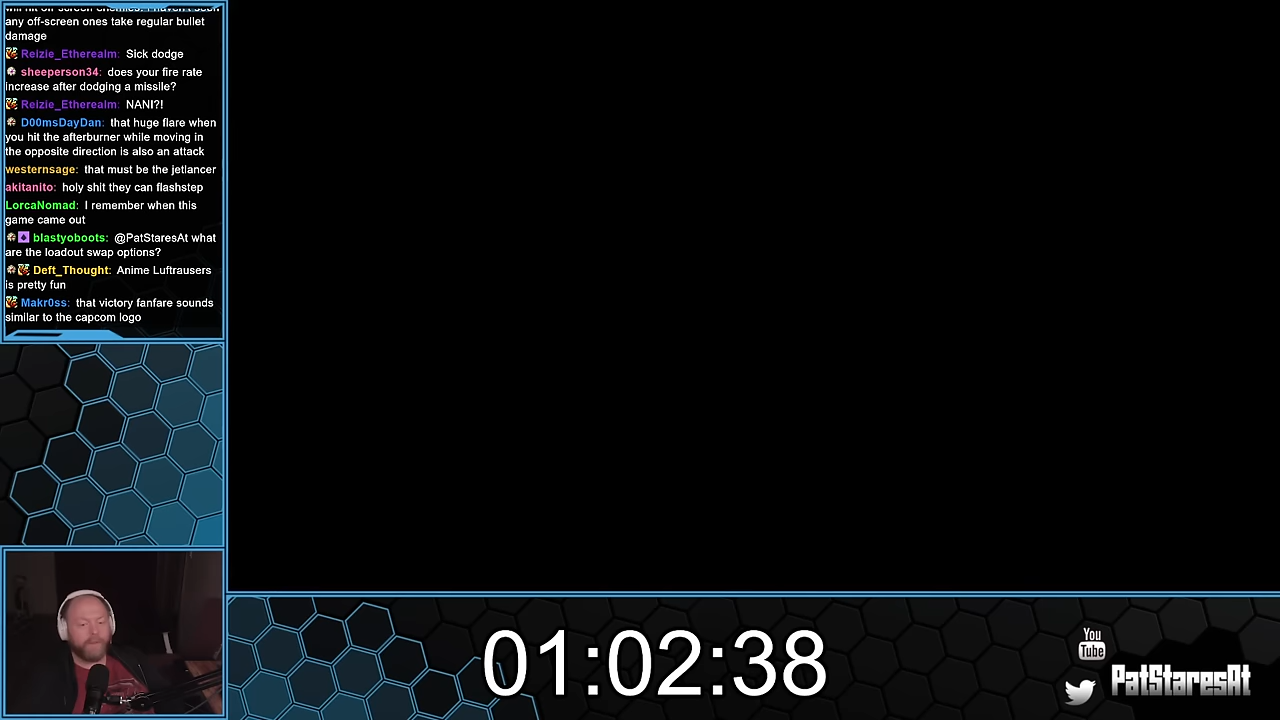 any off-screen ones take regular bullet
damage
Reizie_Etherealm: Sick dodge
sheeperson34: does your fire rate
increase after dodging a missile?
Reizie_Etherealm: NANI?!
D00msDayDan: that huge flare when
you hit the afterburner while moving in
the opposite direction is also an attack
westernsage: that must be the jetlancer
akitanito: holy shit they can flashstep
LorcaNomad: I remember when this
game came out
blastyoboots: @PatStaresAt what
are the loadout swap options?
Deft_Thought: Anime Luftrausers
is pretty fun
Makr0ss: that victory fanfare sounds
similar to the capcom logo
01:02:38
You
Tube
PatStaresAt